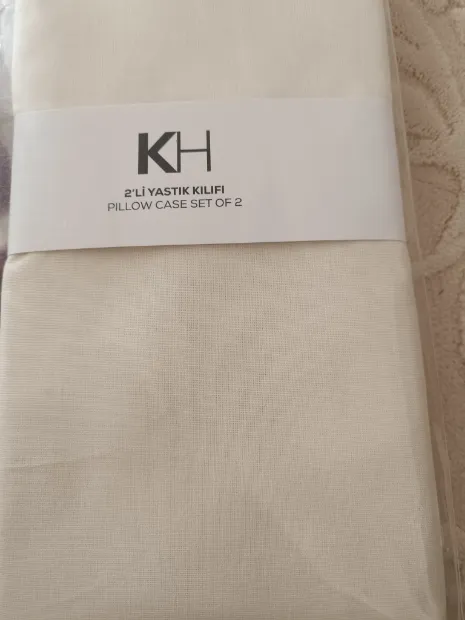 KH
2'Lİ YASTIK KILIFI
PILLOW CASE SET OF 2